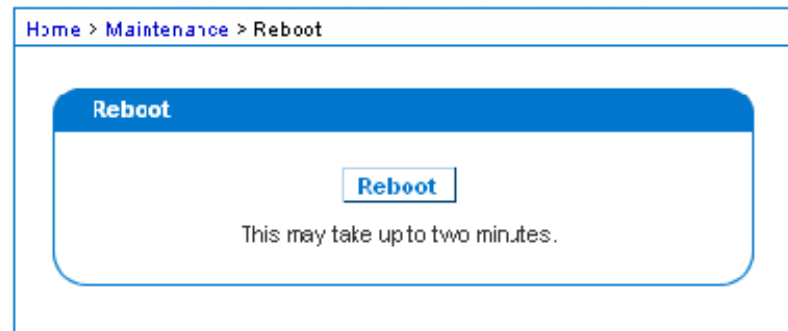 Home > Maintenance > Reboot
Reboot
Reboot
This may take up to two minutes.